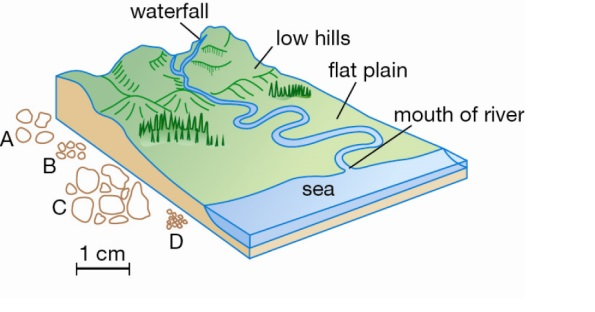 waterfall
low hills
flat plain
mouth of river
A
B
sea
C
D
1 cm